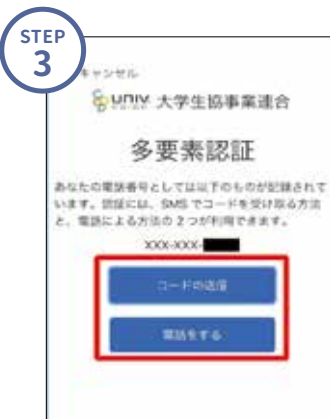 STEP
3
キャンセル
univ 大学生協事業連合
多要素認証
あなたの電話番号としては以下のものが記録されて
います。認証には、SMS でコードを受け取る方法
と、電話による方法の 2 つが利用できます。
XXX-XXX-
コードの送信
電話をする